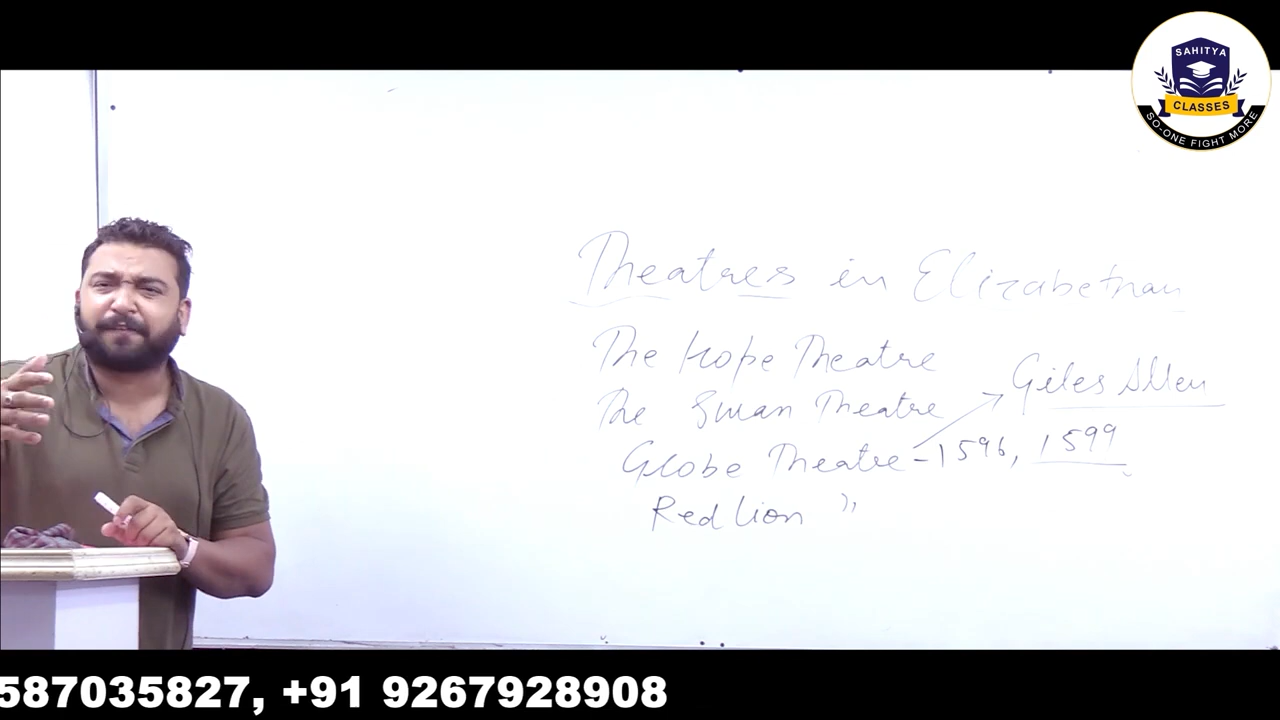 SAHITYA
CLASSES
SO-ONE FIGHT MORE
Theatres in Elizabethan
The Hope Theatre
The Swan Theatre
Giles Allen
Globe Theatre - 1596, 1599
Red Lion "
587035827, +91 9267928908